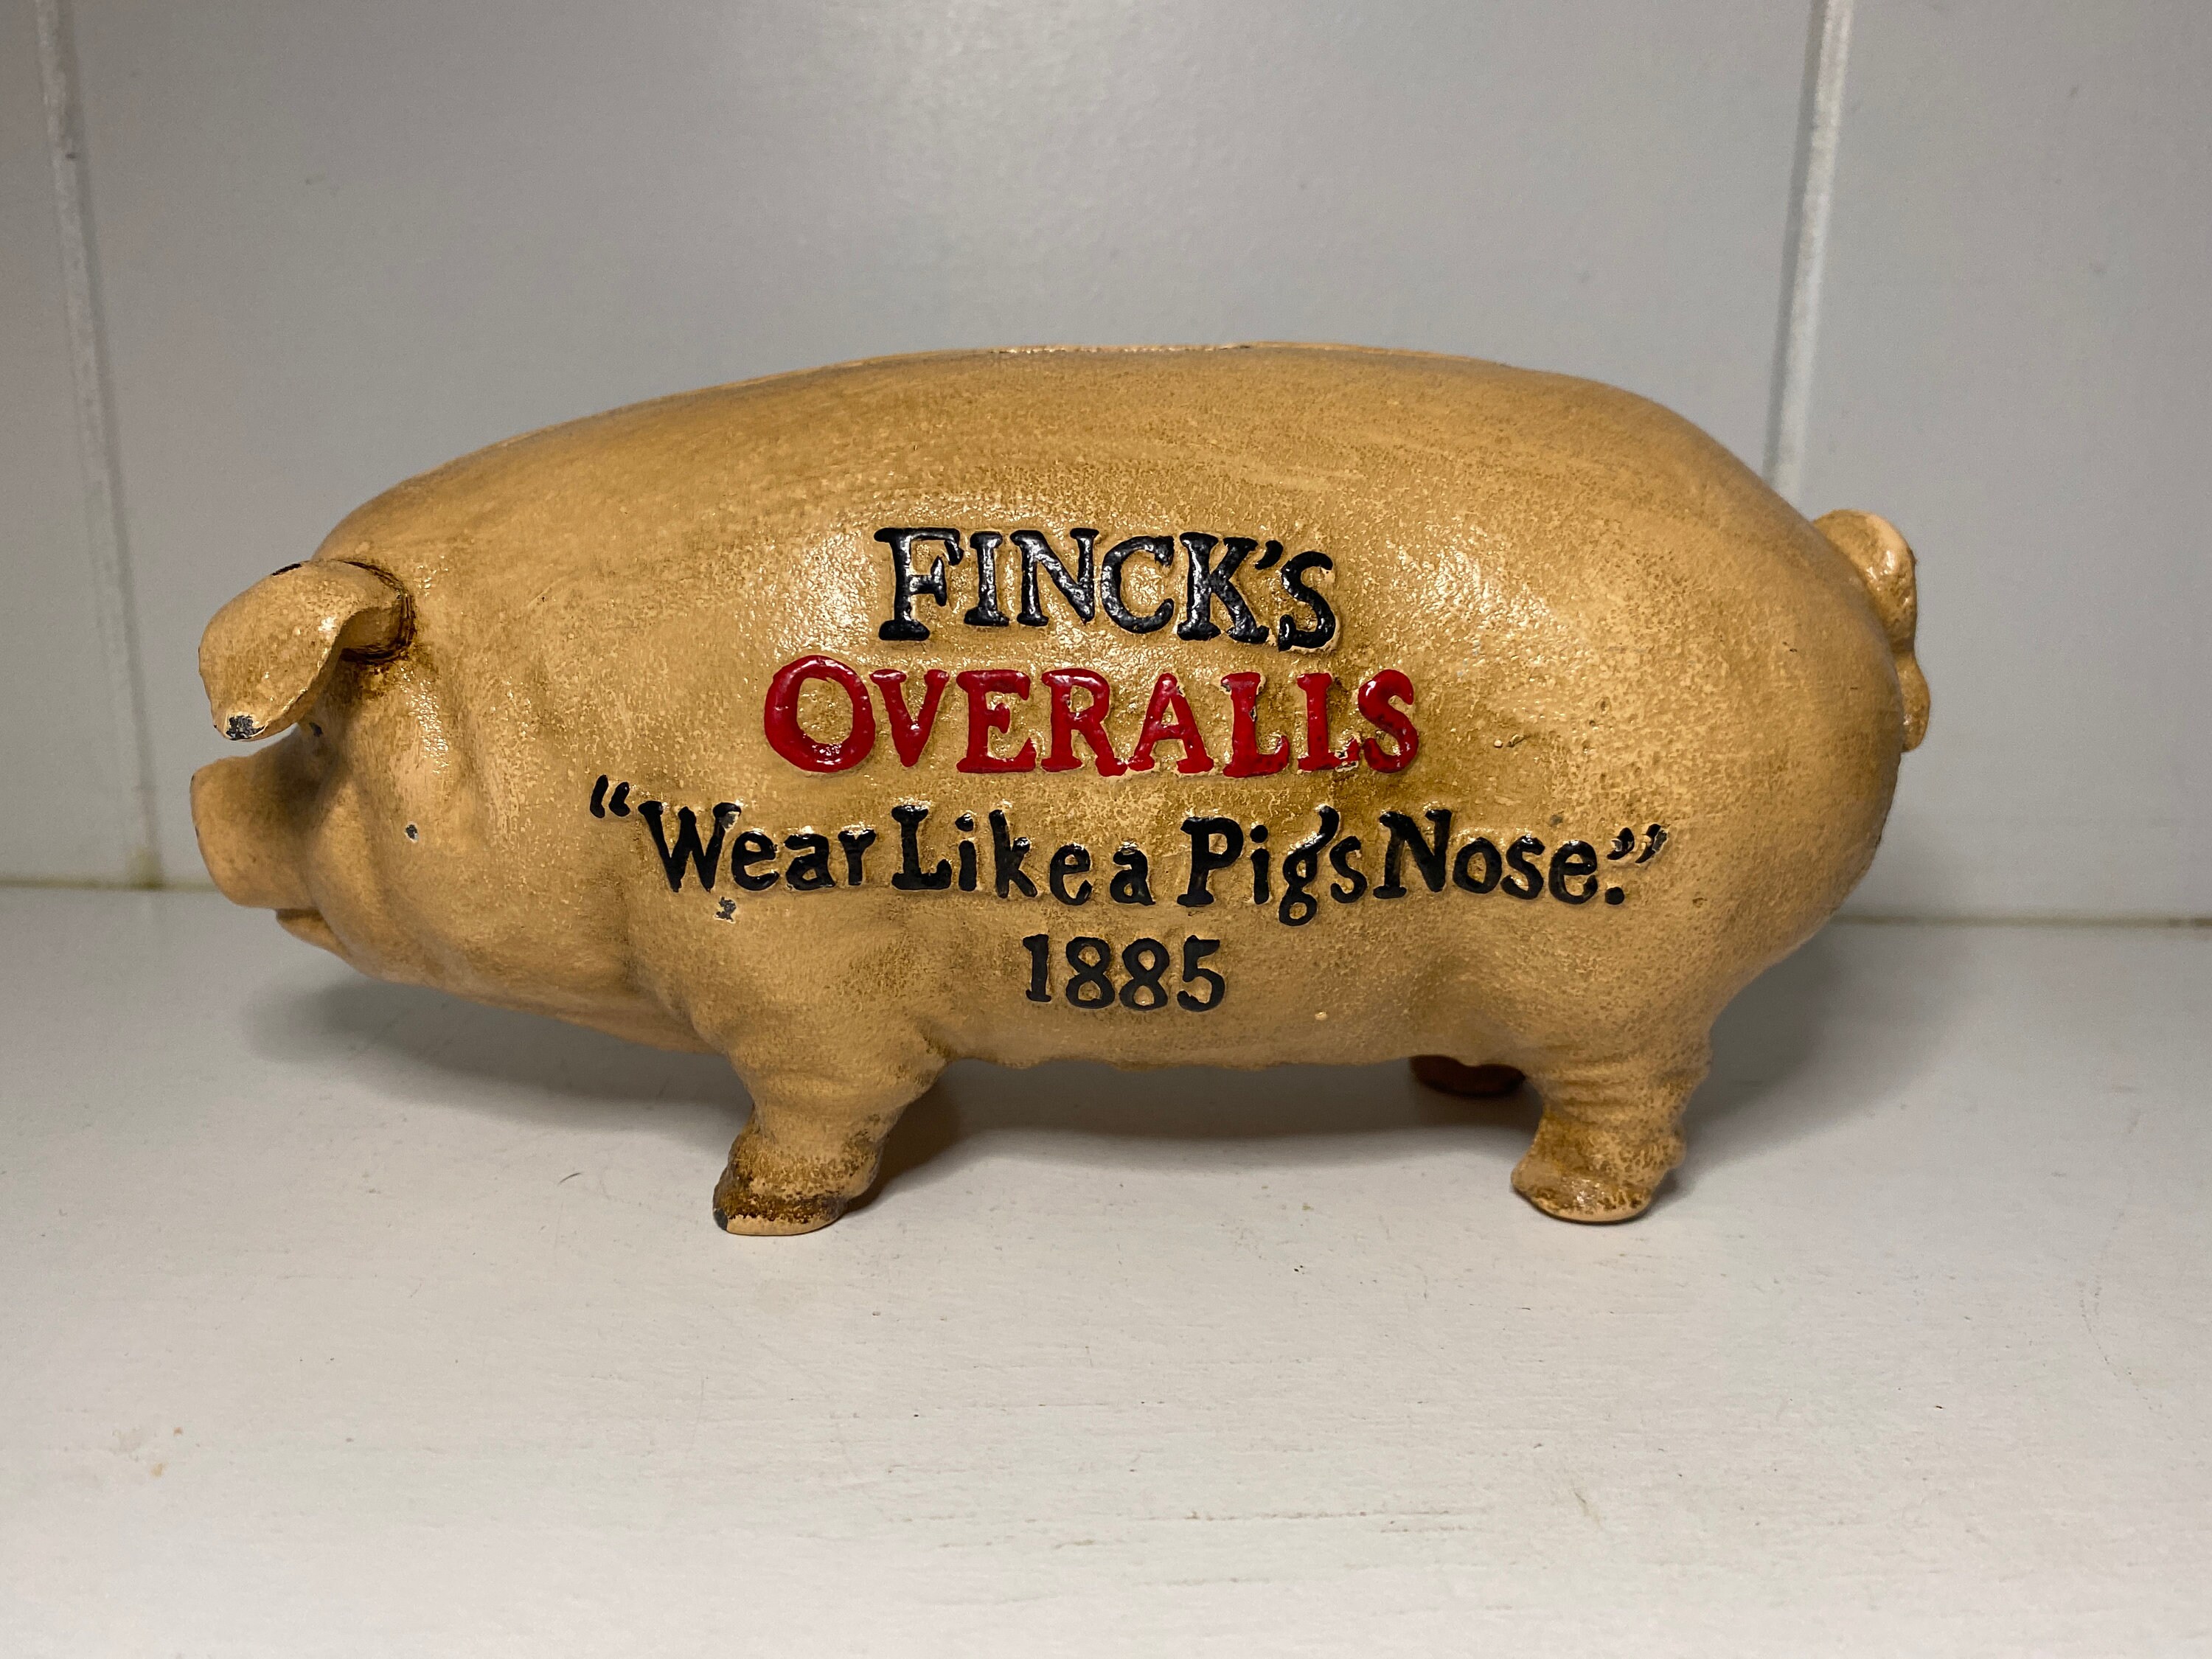 FINCK'S
OVERALLS
“Wear Like a Pig's Nose.”
1885